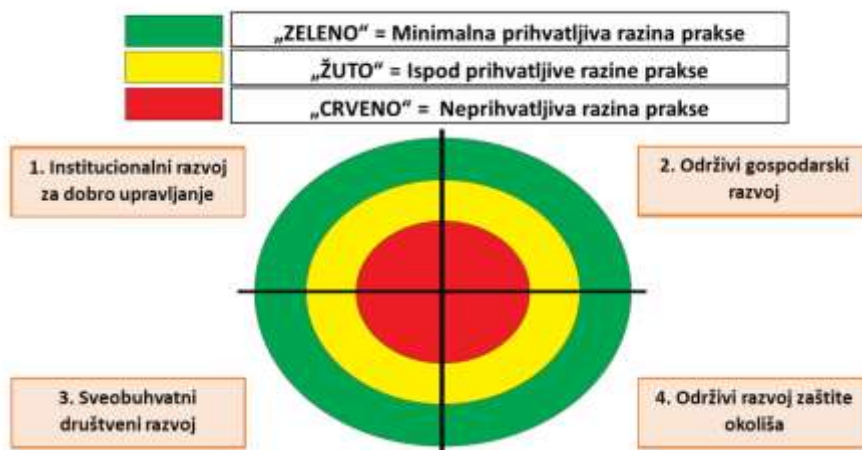 „ZELENO“ = Minimalna prihvatljiva razina prakse
„ŽUTO“ = Ispod prihvatljive razine prakse
„CRVENO“ = Neprihvatljiva razina prakse
1. Institucionalni razvoj
za dobro upravljanje
2. Održivi gospodarski
razvoj
3. Sveobuhvatni
društveni razvoj
4. Održivi razvoj zaštite
okoliša